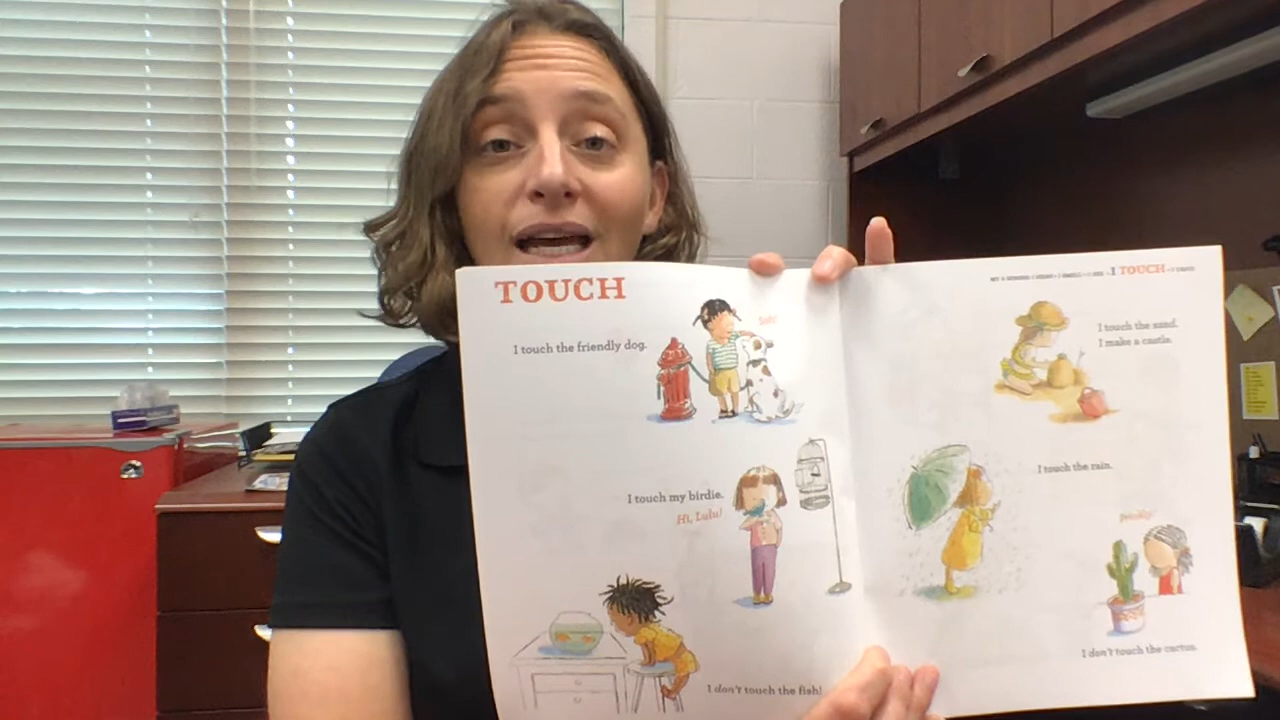 TOUCH
I touch the friendly dog.
I touch my birdie.
Hi, Lulu!
I don't touch the fish!
I TOUCH
I touch the sand.
I make a castle.
I touch the rain.
I don't touch the cactus.